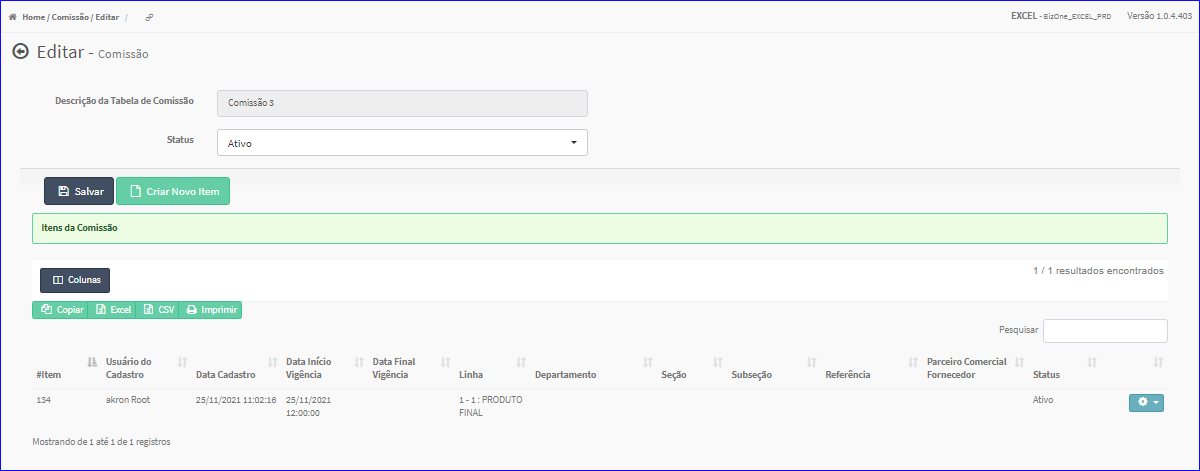 Home / Comissão / Editar /
EXCEL - BizOne_EXCEL_PRD Versão 1.0.4.403
Editar - Comissão
Descrição da Tabela de Comissão Comissão 3
Status Ativo
Salvar Criar Novo Item
Itens da Comissão
Colunas 1 / 1 resultados encontrados
Copiar Excel CSV Imprimir
Pesquisar
#Item Usuário do Cadastro Data Cadastro Data Início Vigência Data Final Vigência Linha Departamento Seção Subseção Referência Parceiro Comercial Fornecedor Status
134 akron Root 25/11/2021 11:02:16 25/11/2021 12:00:00 1 - 1 : PRODUTO FINAL Ativo
Mostrando de 1 até 1 de 1 registros